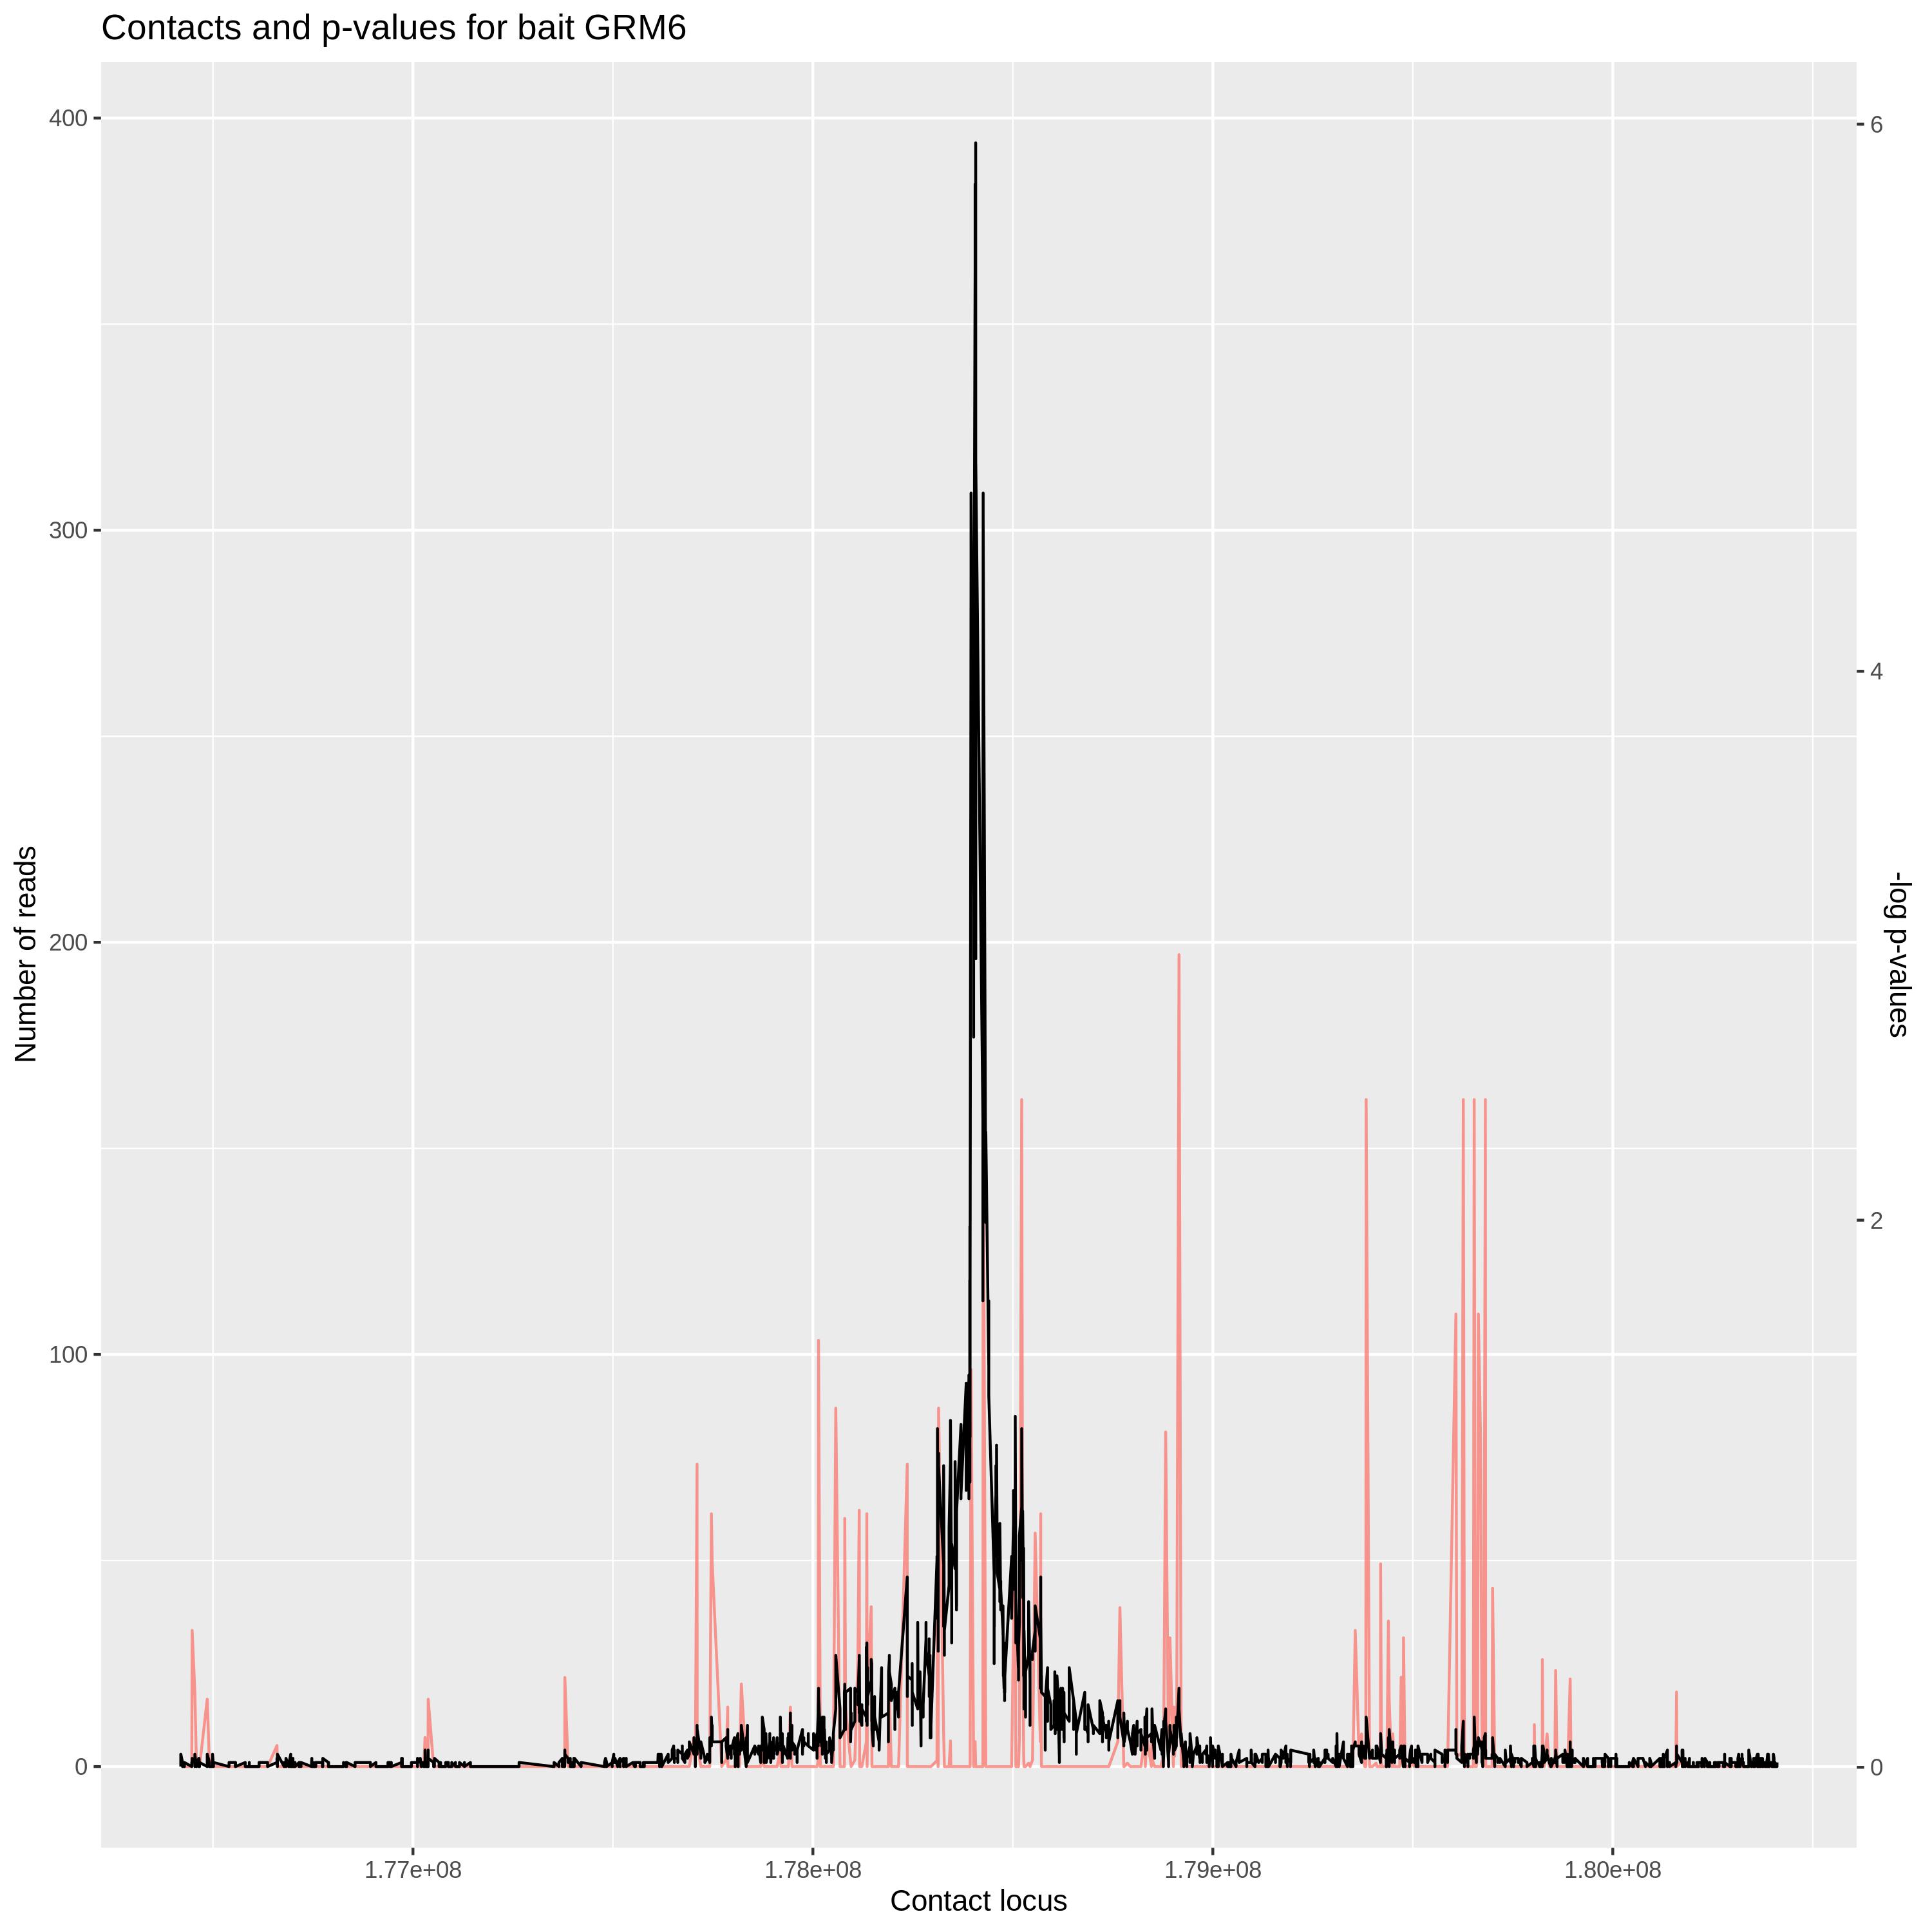 Contacts and p-values for bait GRM6
400
300
200
100
0
Number of reads
6
4
2
0
-log p-values
1.77e+08
1.78e+08
1.79e+08
1.80e+08
Contact locus